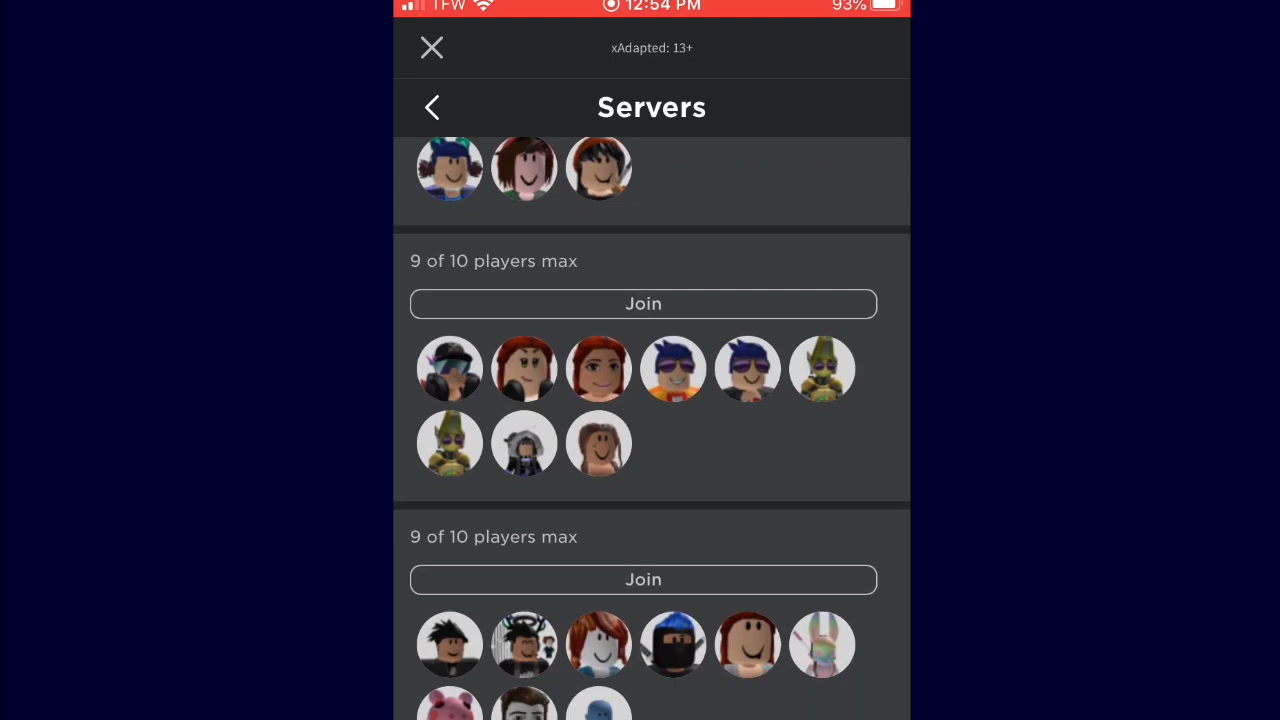 TFW 12:54 PM 93%
xAdapted: 13+
Servers
9 of 10 players max
Join
9 of 10 players max
Join